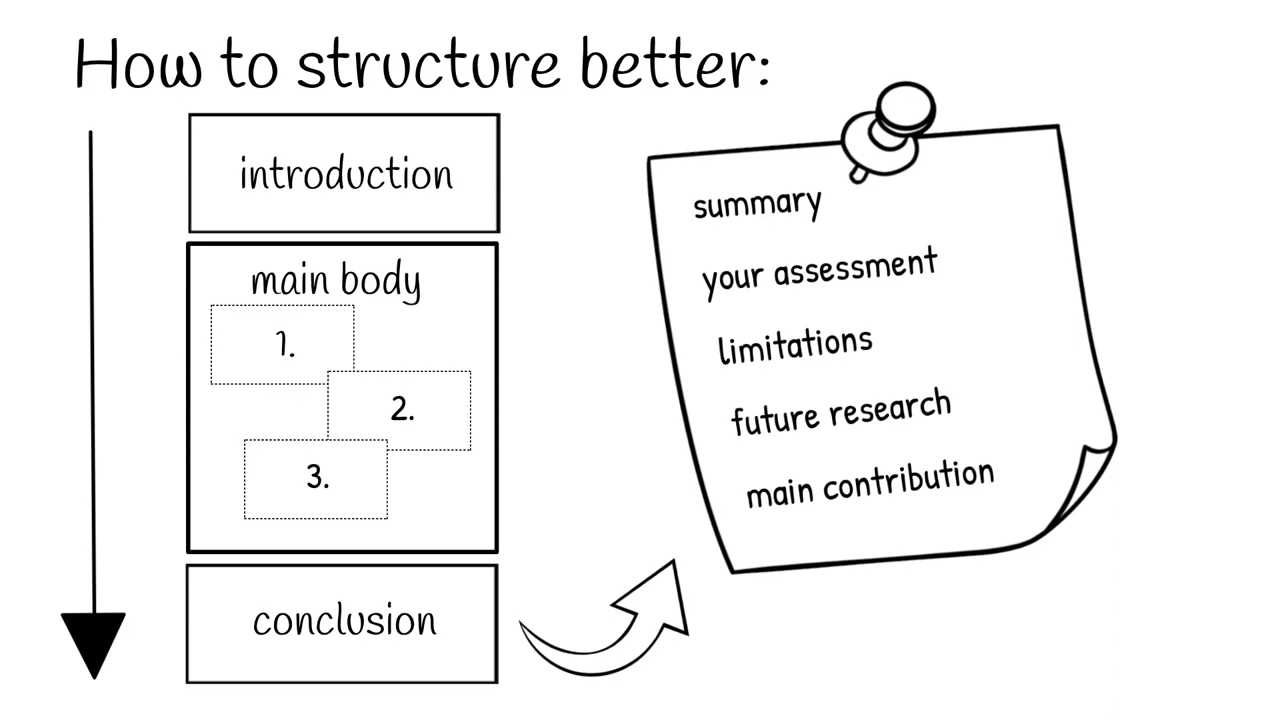 How to structure better:
introduction
main body
1.
2.
3.
conclusion
summary
your assessment
limitations
future research
main contribution